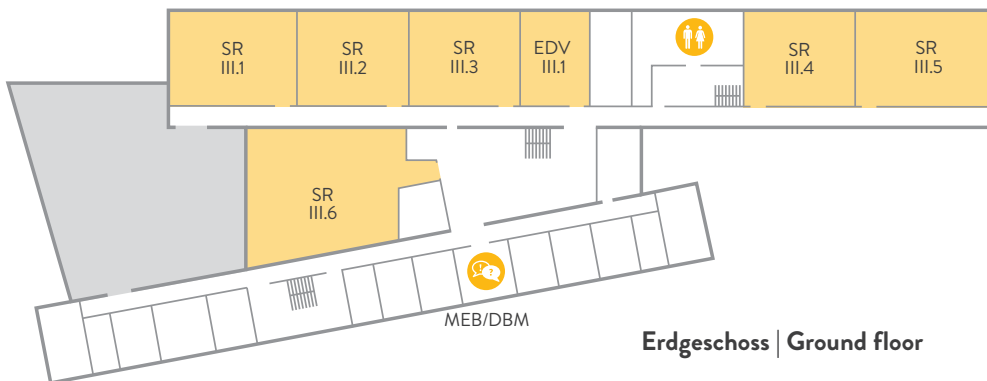 SR
III.1
SR
III.2
SR
III.3
EDV
III.1
SR
III.4
SR
III.5
SR
III.6
! ?
MEB/DBM
Erdgeschoss | Ground floor